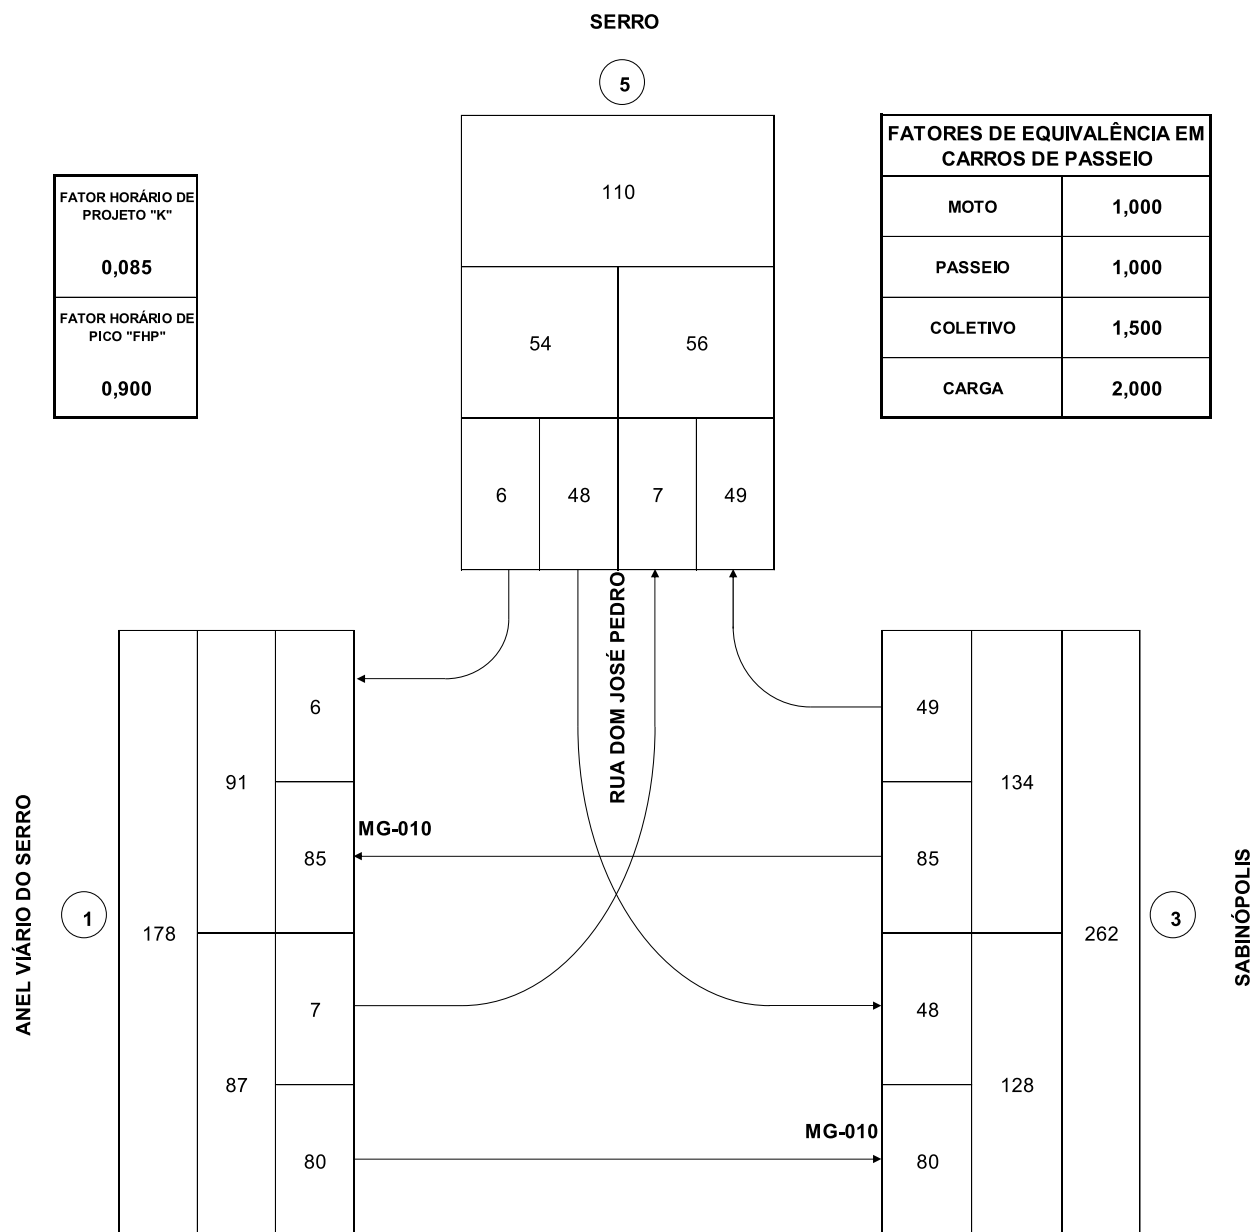 SERRO
5
FATOR HORÁRIO DE
PROJETO "K"
0,085
FATOR HORÁRIO DE
PICO "FHP"
0,900
110
54 56
6 48 7 49
FATORES DE EQUIVALÊNCIA EM
CARROS DE PASSEIO
MOTO 1,000
PASSEIO 1,000
COLETIVO 1,500
CARGA 2,000
RUA DOM JOSÉ PEDRO
ANEL VIÁRIO DO SERRO
1
178
91
87
6
85
7
80
MG-010
MG-010
49
85
48
80
134
128
262
3
SABINÓPOLIS